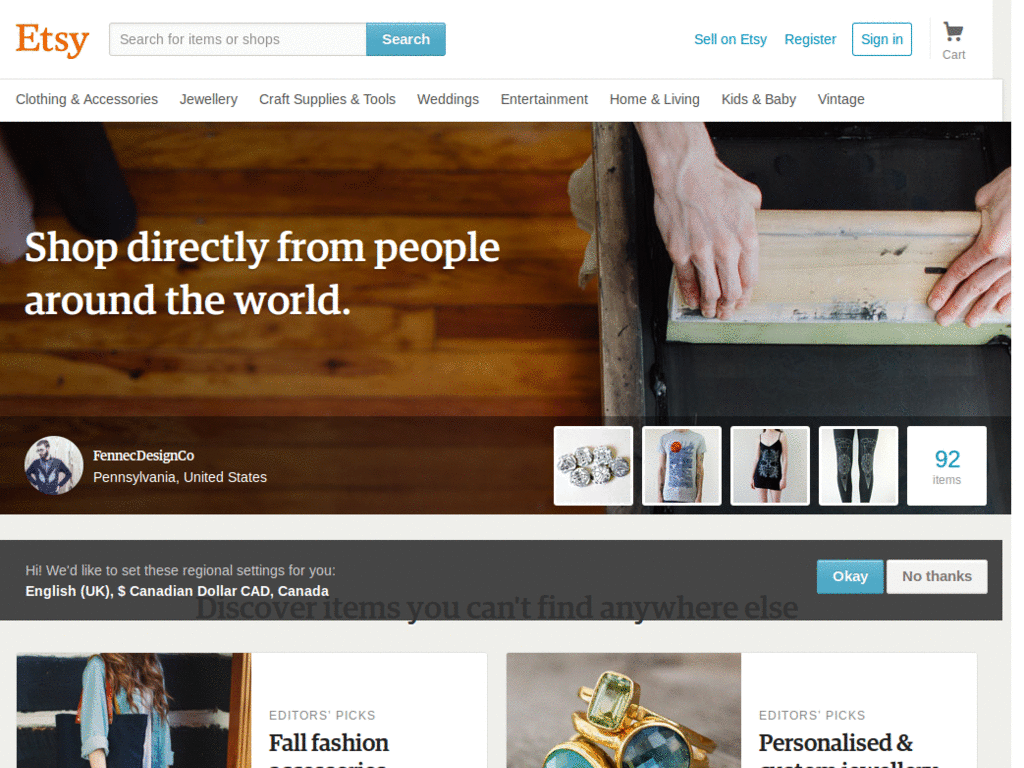 Etsy
Search for items or shops
Search
Sell on Etsy
Register
Sign in
Cart
Clothing & Accessories
Jewellery
Craft Supplies & Tools
Weddings
Entertainment
Home & Living
Kids & Baby
Vintage
Shop directly from people
around the world.
FennecDesignCo
Pennsylvania, United States
92
items
Hi! We'd like to set these regional settings for you:
English (UK), $ Canadian Dollar CAD, Canada
Okay
No thanks
Discover items you can't find anywhere else
EDITORS' PICKS
Fall fashion
accessories
EDITORS' PICKS
Personalised &
custom jewellery